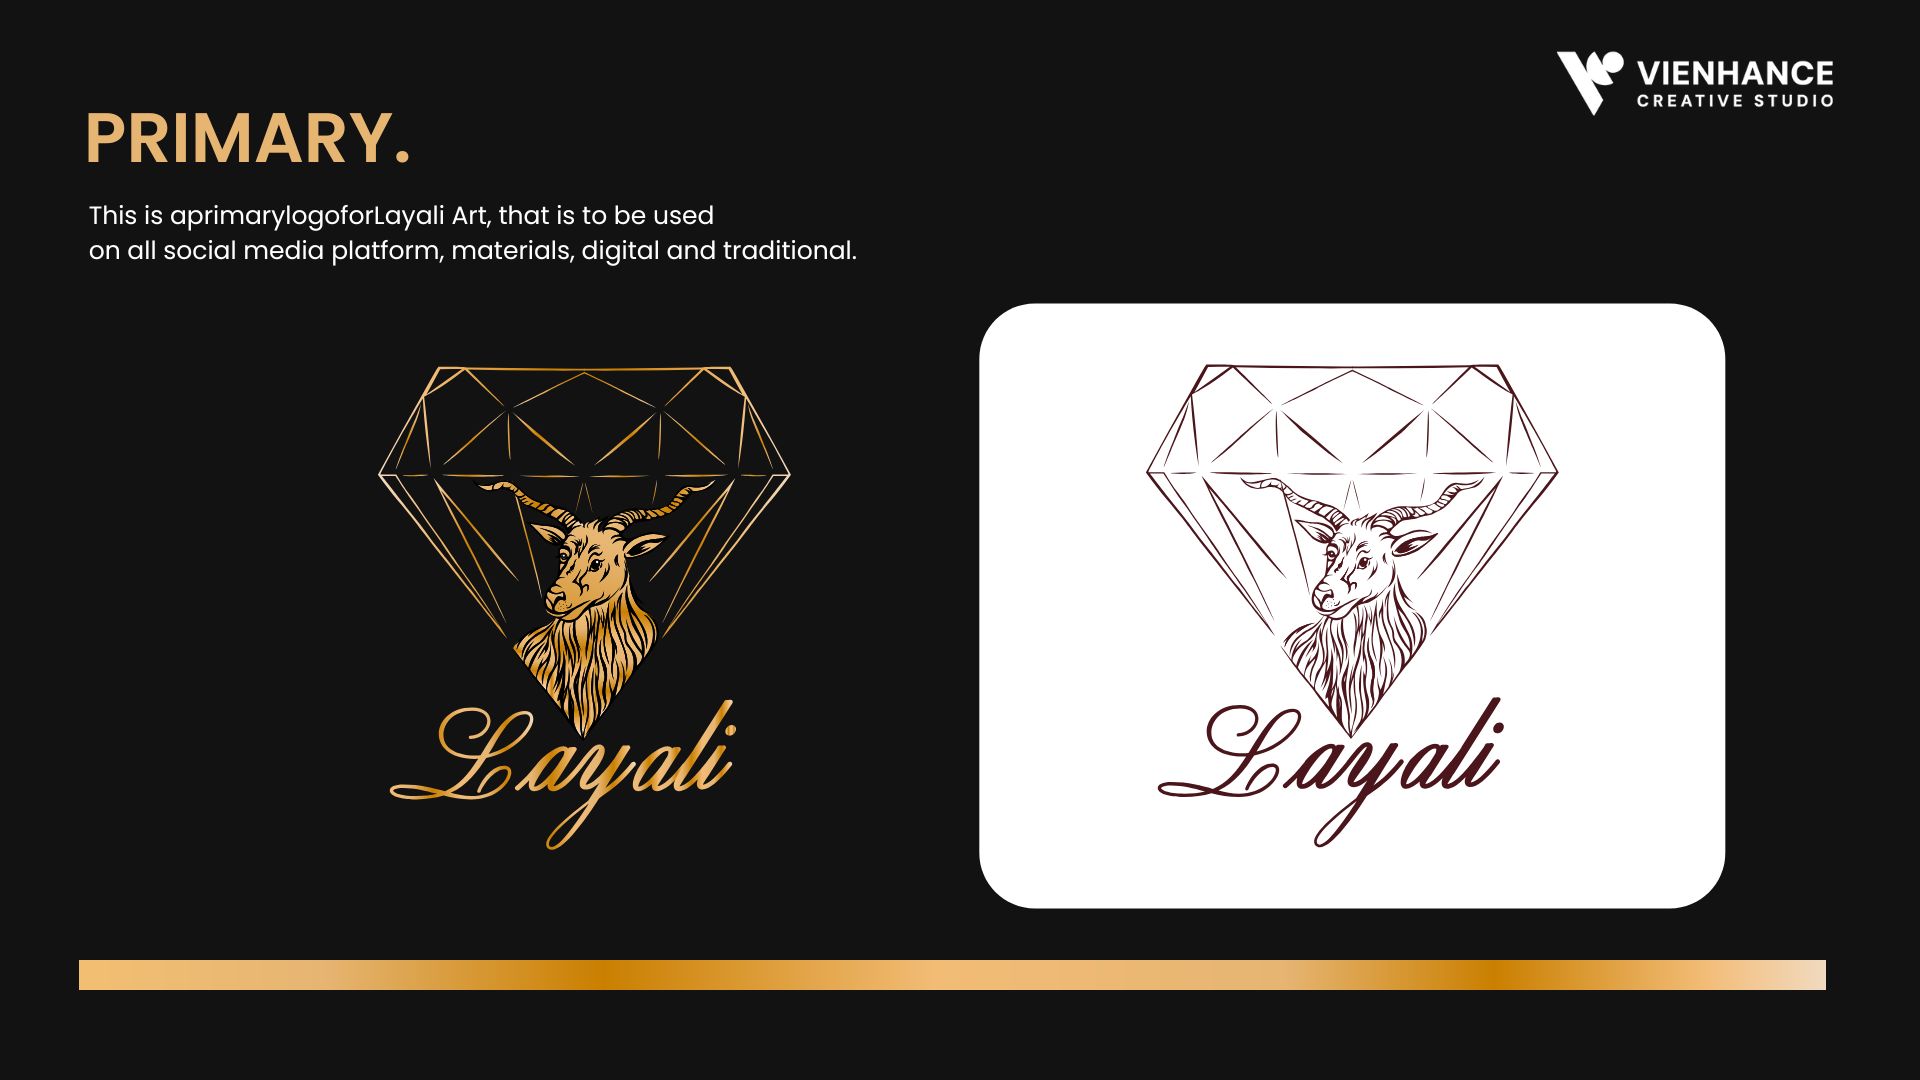 VIENHANCE
CREATIVE STUDIO
PRIMARY.
This is aprimarylogoforLayali Art, that is to be used
on all social media platform, materials, digital and traditional.
Layali
Layali